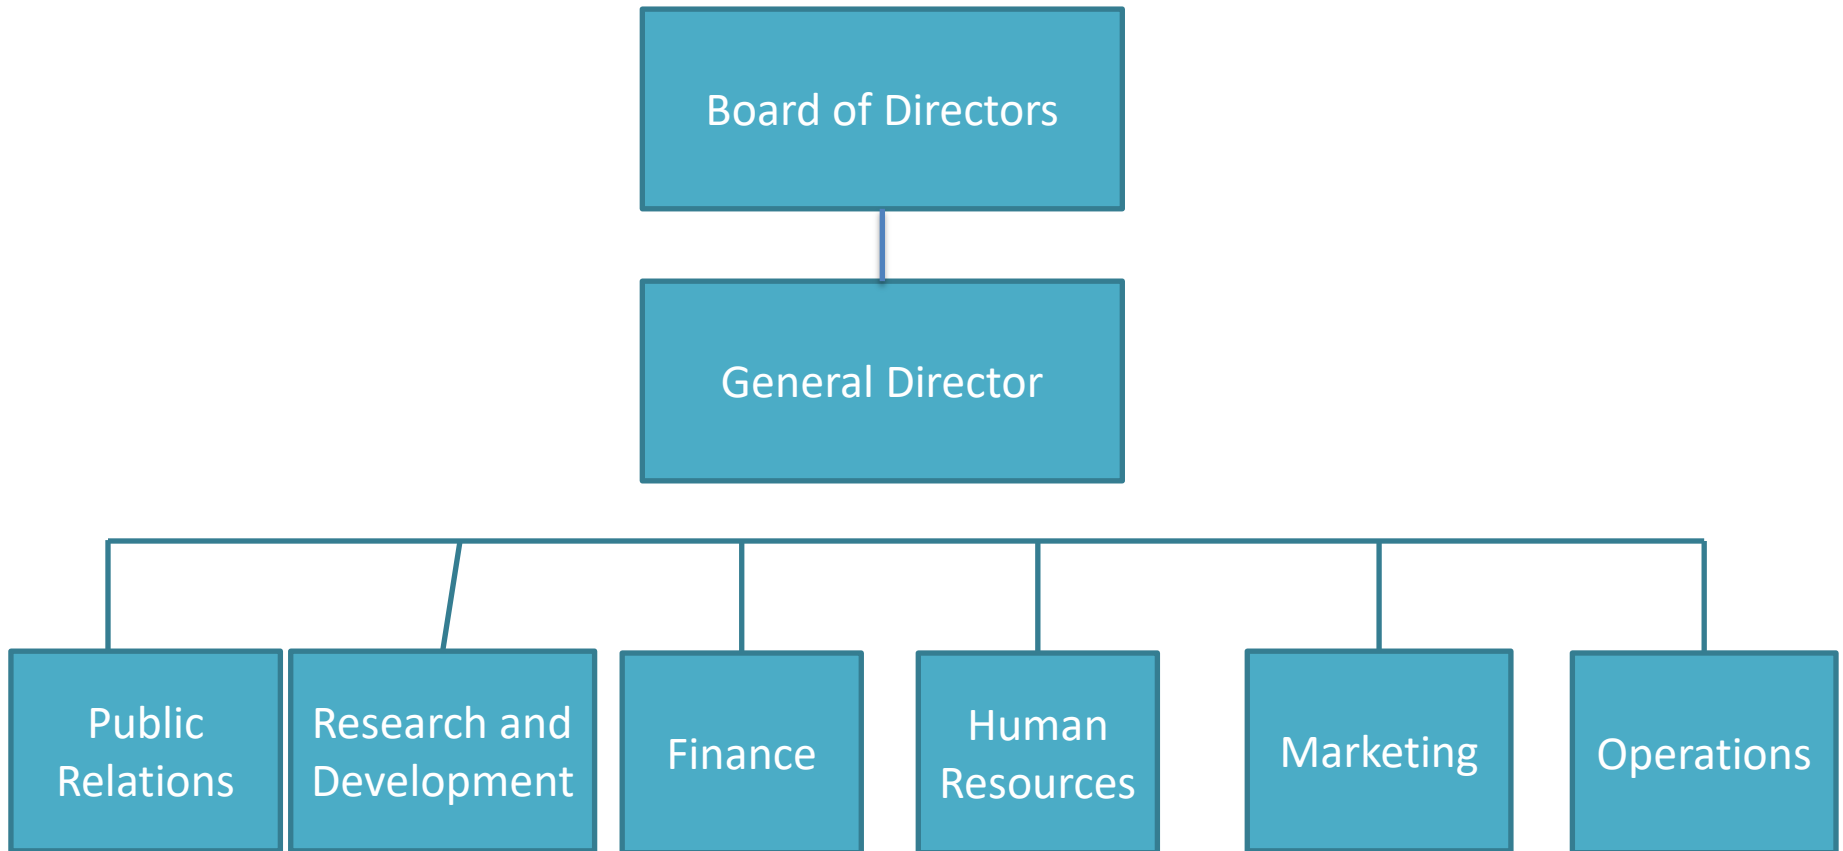 Board of Directors
General Director
Public
Relations
Research and
Development
Finance
Human
Resources
Marketing
Operations